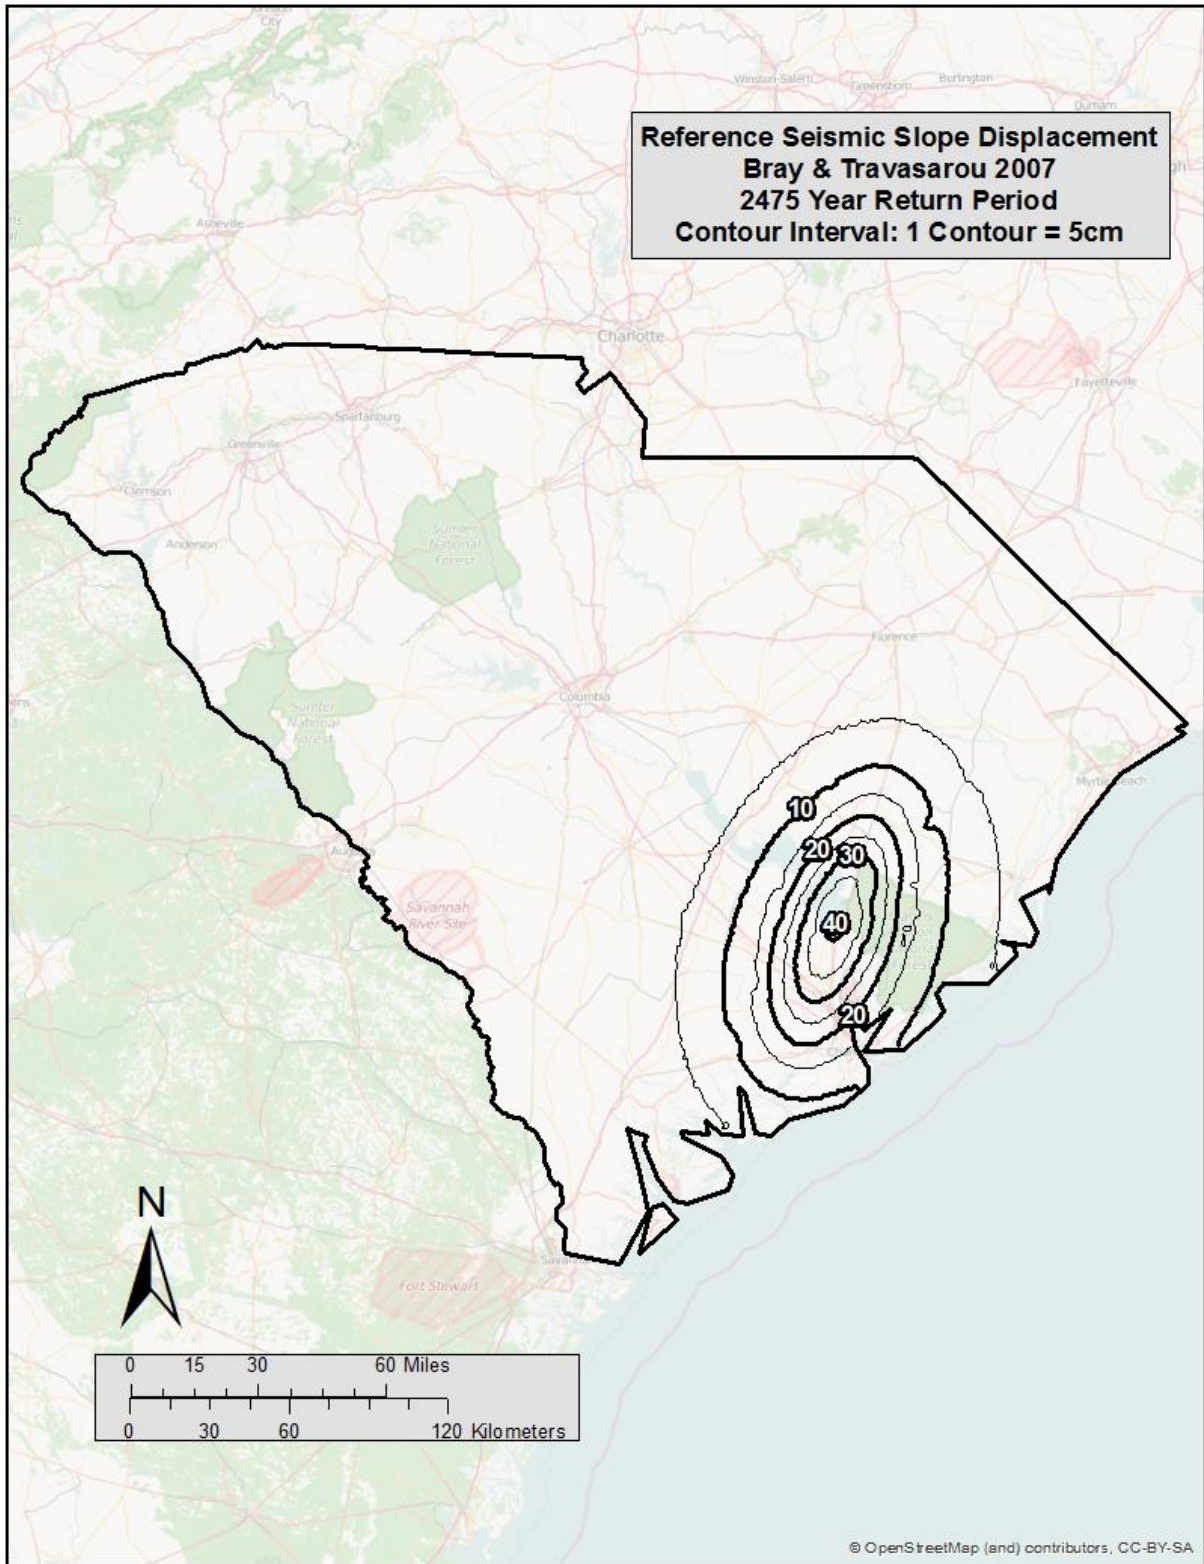 City
Winston-Salem
Greensboro
Burlington
Durham
Reference Seismic Slope Displacement
Bray & Travasarou 2007
2475 Year Return Period
Contour Interval: 1 Contour = 5cm
Asheville
Charlotte
Fayetteville
Spartanburg
Greenville
Clemson
Anderson
Sumter
National
Forest
Florence
Columbia
Sumter
National
Forest
Myrtle Beach
10
20
30
Savannah
River Site
40
20
N
Fort Stewart
0 15 30 60 Miles
0 30 60 120 Kilometers
© OpenStreetMap (and) contributors, CC-BY-SA